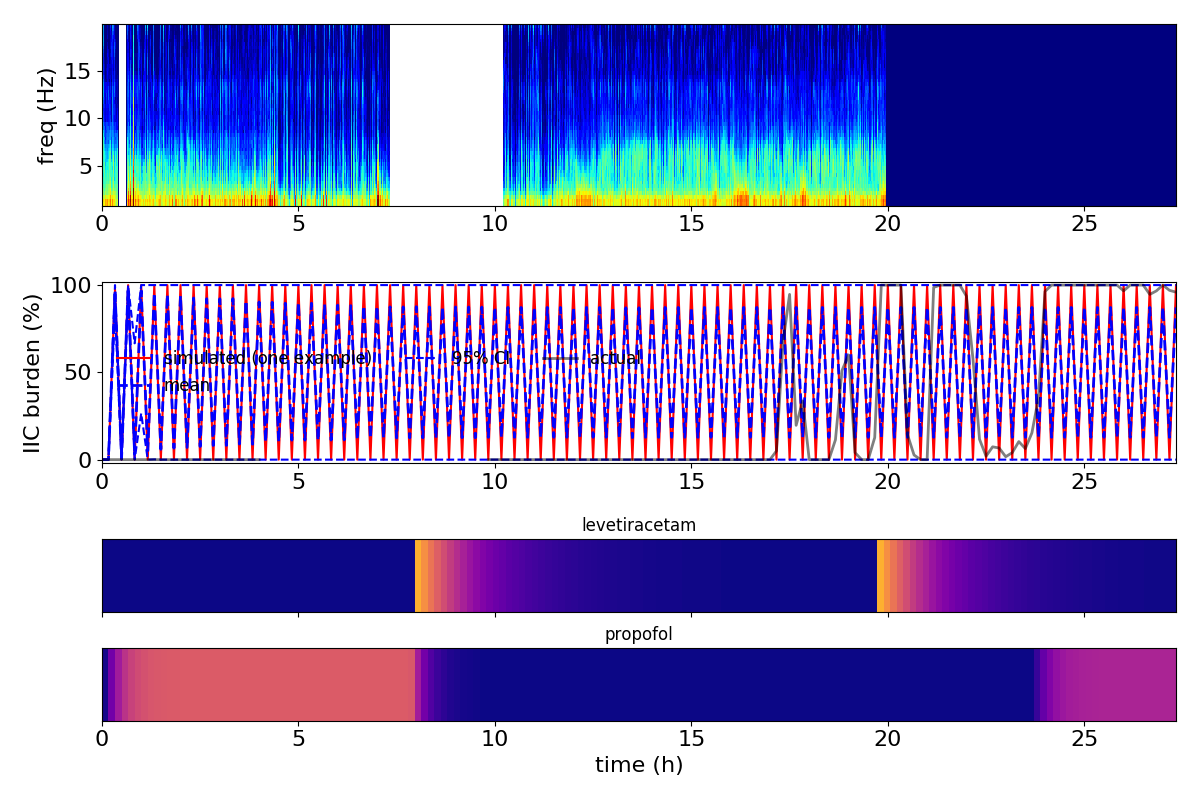 freq (Hz)
15
10
5
0 5 10 15 20 25
IIC burden (%)
100
50
0
simulated (one example) 95% CI actual
mean
0 5 10 15 20 25
levetiracetam
propofol
0 5 10 15 20 25
time (h)